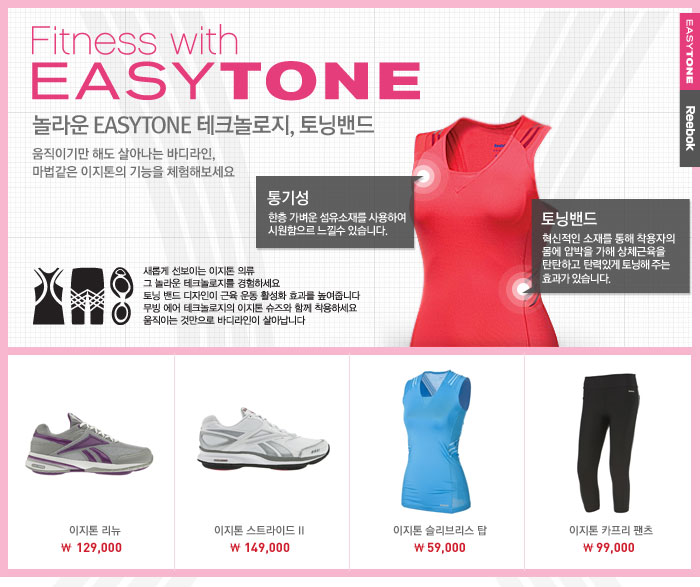 Fitness with
EASYTONE
놀라운 EASYTONE 테크놀로지, 토닝밴드
움직이기만 해도 살아나는 바디라인,
마법같은 이지톤의 기능을 체험해보세요
EASYTONE
Reebok
통기성
한층 가벼운 섬유소재를 사용하여
시원함으르 느낄수 있습니다.
토닝밴드
혁신적인 소재를 통해 착용자의
몸에 압박을 가해 상체근육을
탄탄하고 탄력있게 토닝해 주는
효과가 있습니다.
새롭게 선보이는 이지톤 의류
그 놀라운 테크놀로지를 경험하세요
토닝 밴드 디자인이 근육 운동 활성화 효과를 높여줍니다
무빙 에어 테크놀로지의 이지톤 슈즈와 함께 착용하세요
움직이는 것만으로 바디라인이 살아납니다
이지톤 리뉴
₩ 129,000
이지톤 스트라이드 II
₩ 149,000
이지톤 슬리브리스 탑
₩ 59,000
이지톤 카프리 팬츠
₩ 99,000